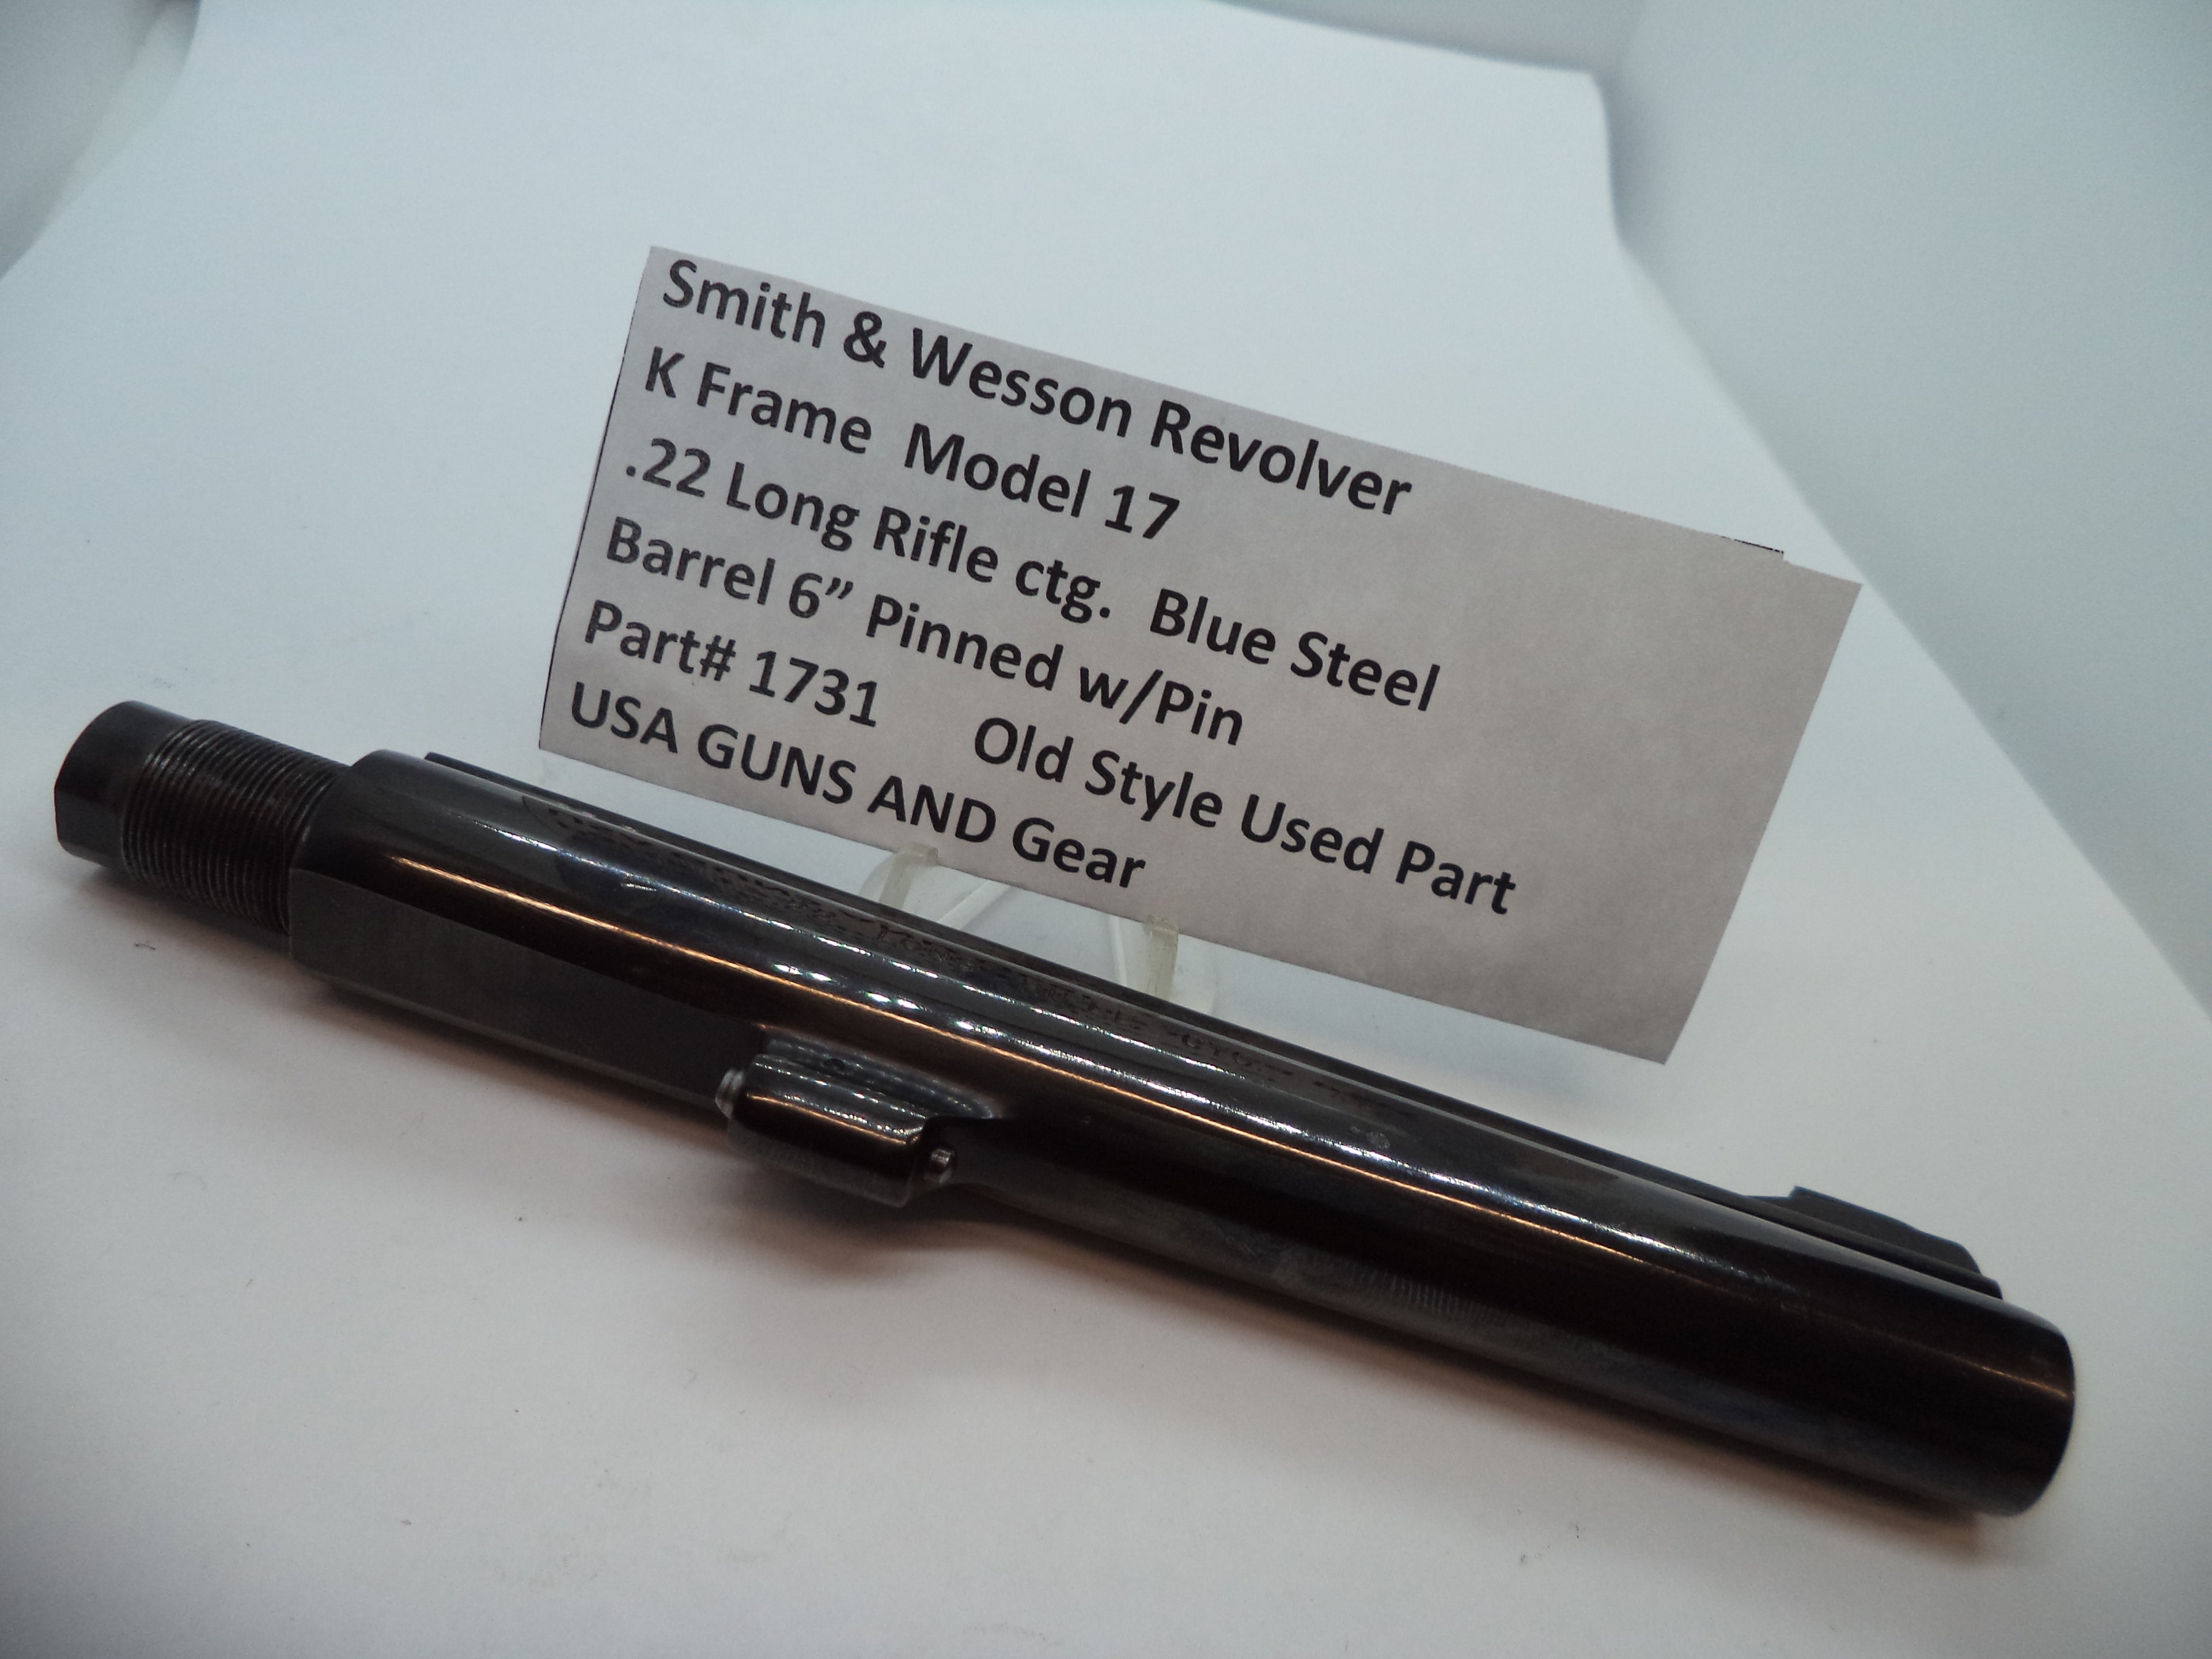 Smith & Wesson Revolver
K Frame Model 17
.22 Long Rifle ctg. Blue Steel
Barrel 6” Pinned w/Pin
Part# 1731 Old Style Used Part
USA GUNS AND Gear